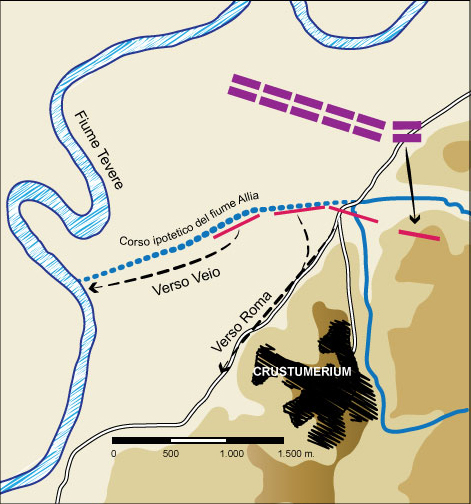 Fiume Tevere
Corso ipotetico del fiume Allia
Verso Veio
Verso Roma
CRUSTUMERIUM
0 500 1.000 1.500 m.